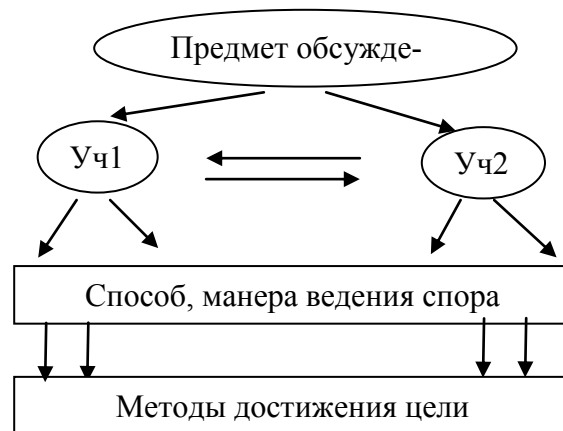 Предмет обсужде-
Уч1
Уч2
Способ, манера ведения спора
Методы достижения цели